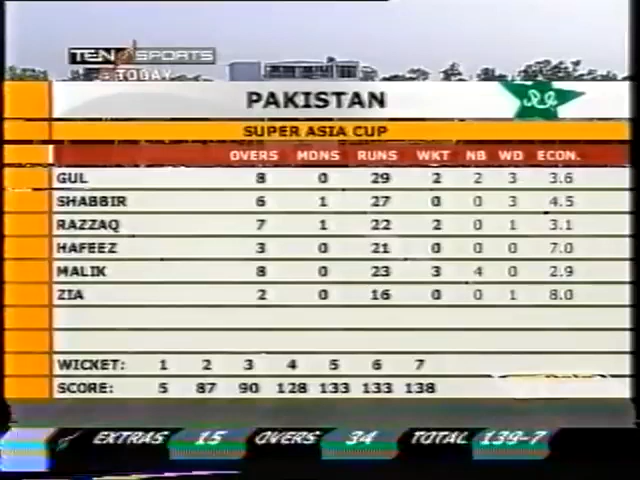 TEN SPORTS
TODAY
PAKISTAN
SUPER ASIA CUP
OVERS MDNS RUNS WKT NB WD ECON.
GUL 8 0 29 2 2 3 3.6
SHABBIR 6 1 27 0 0 3 4.5
RAZZAQ 7 1 22 2 0 1 3.1
HAFEEZ 3 0 21 0 0 0 7.0
MALIK 8 0 23 3 4 0 2.9
ZIA 2 0 16 0 0 1 8.0
WICKET: 1 2 3 4 5 6 7
SCORE: 5 87 90 128 133 133 138
EXTRAS 15 OVERS 34 TOTAL 139-7